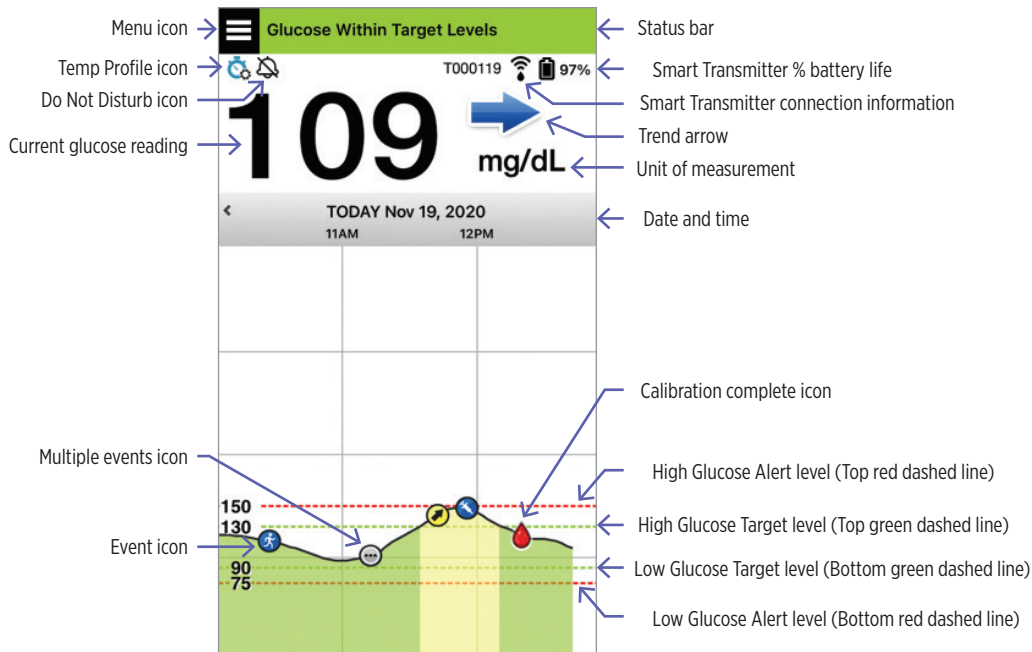 Menu icon
Glucose Within Target Levels
Status bar
Temp Profile icon
T000119
97%
Smart Transmitter % battery life
Do Not Disturb icon
Smart Transmitter connection information
Current glucose reading
109
Trend arrow
mg/dL
Unit of measurement
TODAY Nov 19, 2020
Date and time
11AM
12PM
Calibration complete icon
Multiple events icon
High Glucose Alert level (Top red dashed line)
150
130
High Glucose Target level (Top green dashed line)
Event icon
90
Low Glucose Target level (Bottom green dashed line)
75
Low Glucose Alert level (Bottom red dashed line)